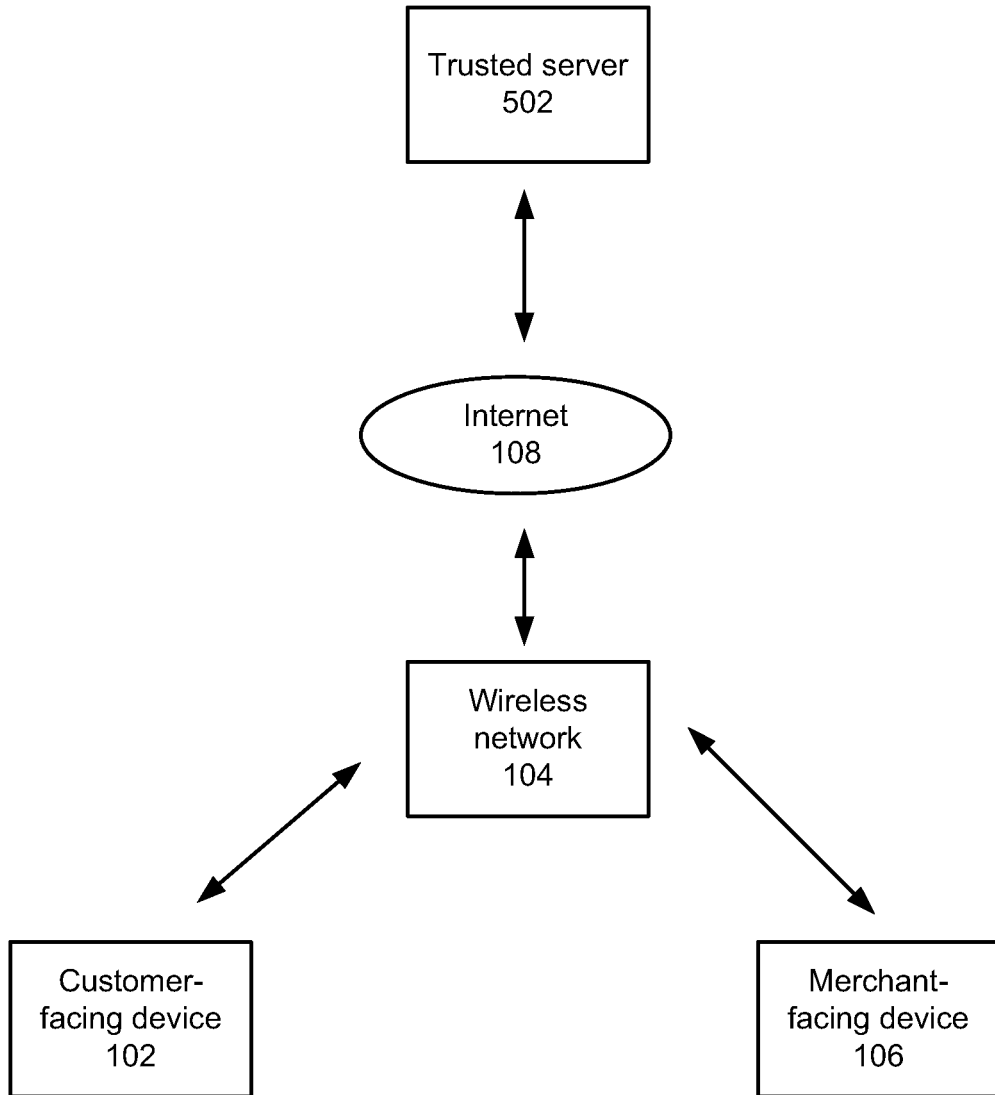 Trusted server
502
Internet
108
Wireless
network
104
Customer-
facing device
102
Merchant-
facing device
106